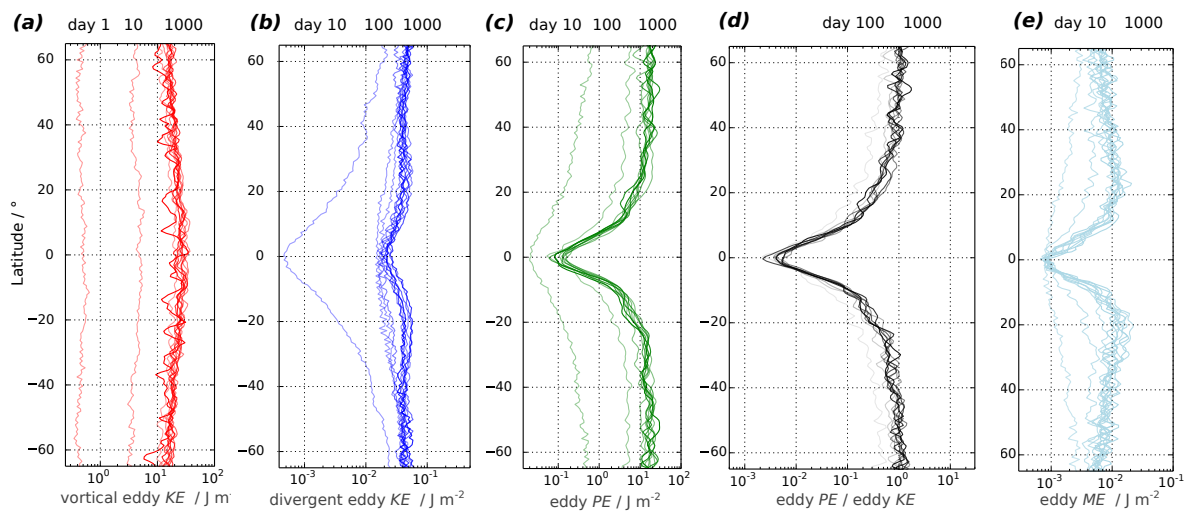 (a) (b) (c) (d) (e)
day 1 10 100 1000
day 10 1000
day 10 1000
day 100 1000
day 10 1000
Latitude / °
60 60 60 60 60
40 40 40 40 40
20 20 20 20 20
0 0 0 0 0
−20 −20 −20 −20 20
−40 −40 −40 −40 40
−60 −60 −60 −60 60
10⁰ 10¹ 10²
10⁻³ 10⁻² 10⁻¹
10⁻¹ 10⁰ 10¹ 10²
10⁻³ 10⁻² 10⁻¹ 10⁰ 10¹
10⁻³ 10⁻² 10⁻¹
vortical eddy KE / J m
divergent eddy KE / J m⁻²
eddy PE / J m⁻²
eddy PE / eddy KE
eddy ME / J m⁻²